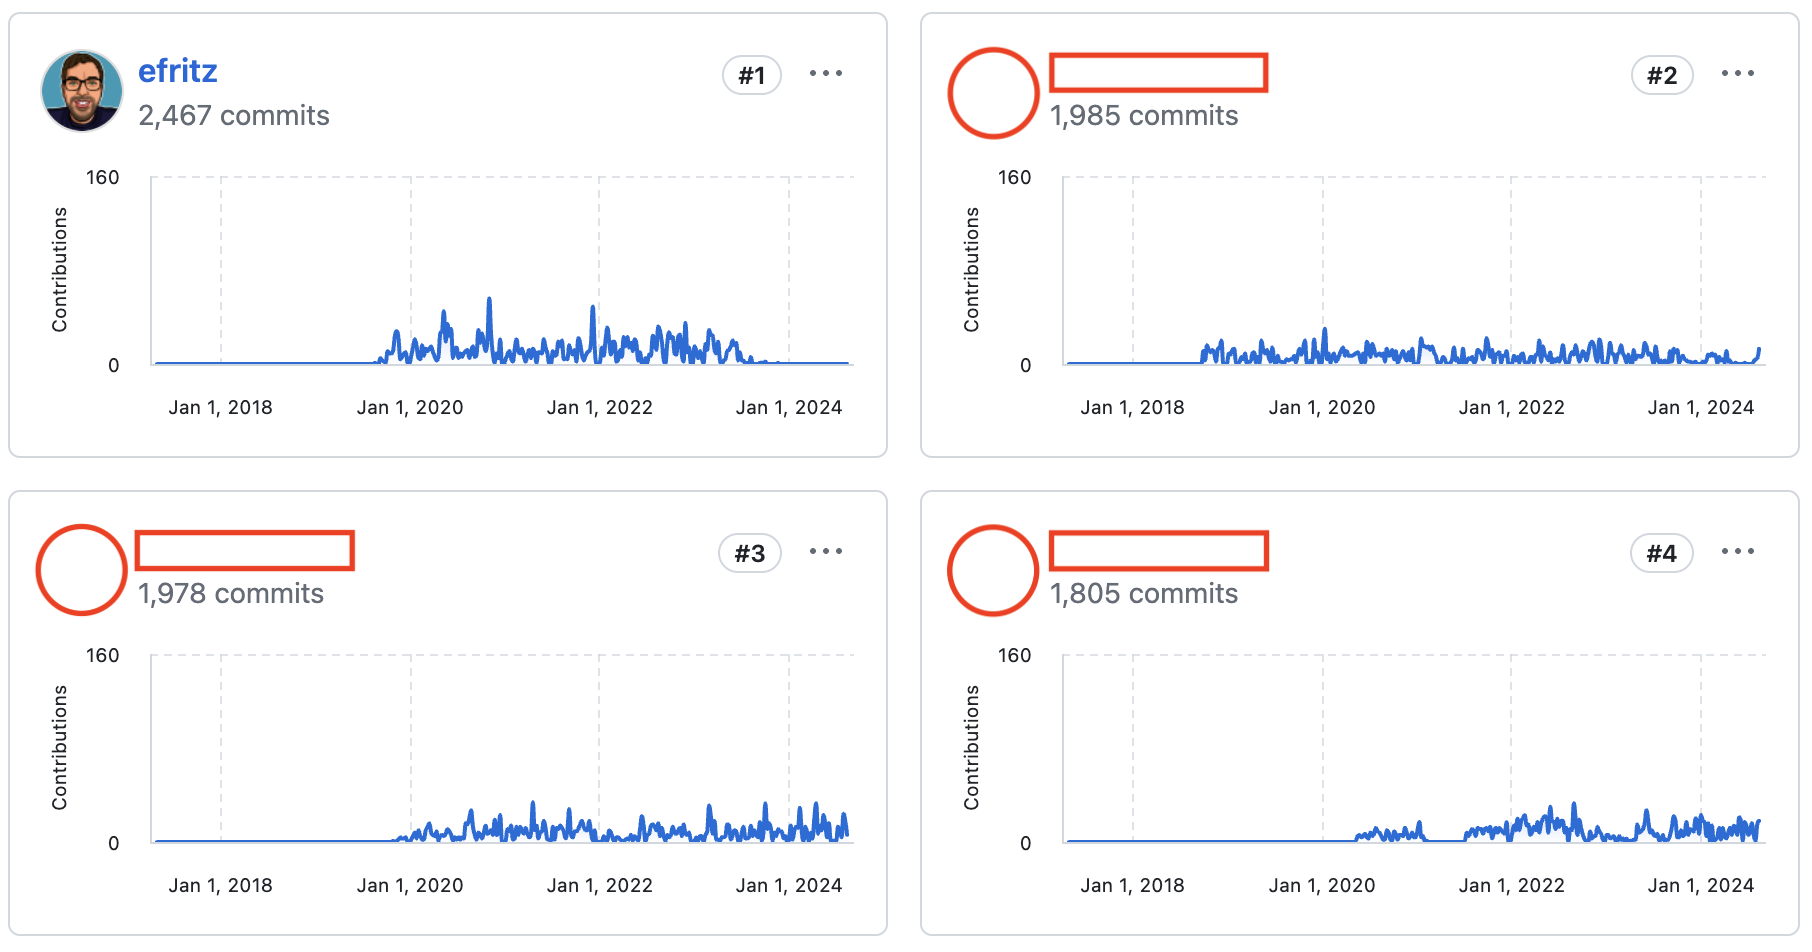 efritz
#1
2,467 commits
160
Contributions
0
Jan 1, 2018 Jan 1, 2020 Jan 1, 2022 Jan 1, 2024
#2
1,985 commits
160
Contributions
0
Jan 1, 2018 Jan 1, 2020 Jan 1, 2022 Jan 1, 2024
#3
1,978 commits
160
Contributions
0
Jan 1, 2018 Jan 1, 2020 Jan 1, 2022 Jan 1, 2024
#4
1,805 commits
160
Contributions
0
Jan 1, 2018 Jan 1, 2020 Jan 1, 2022 Jan 1, 2024